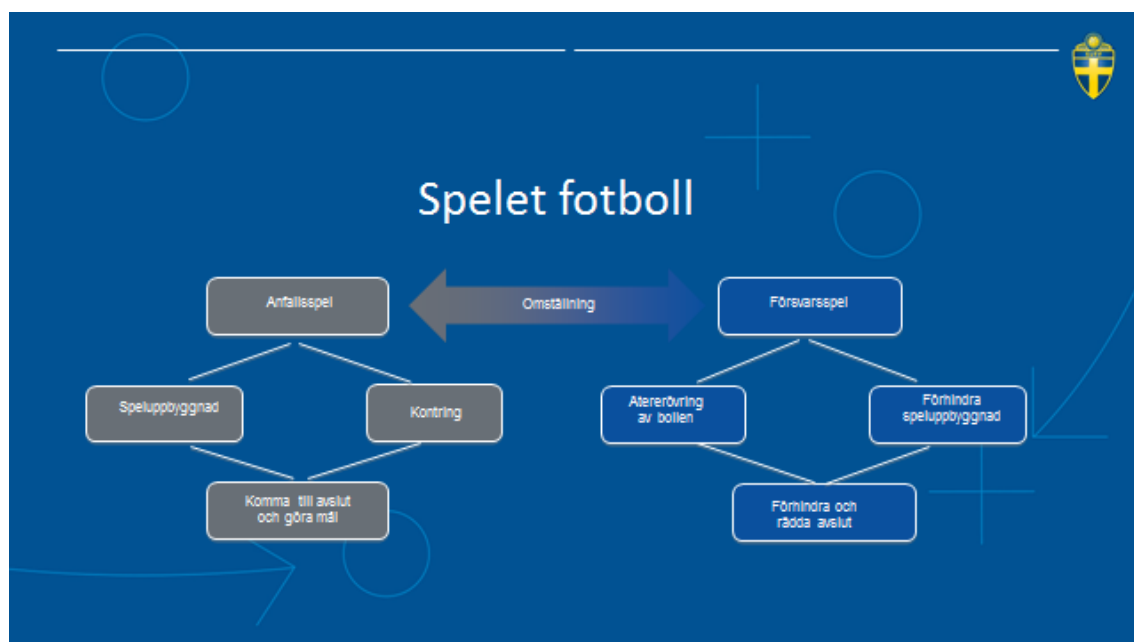 Spelet fotboll
Anfallsspel
Omställning
Försvarsspel
Speluppbyggnad
Kontring
Återerövring
av bollen
Förhindra
speluppbyggnad
Komma till avslut
och göra mål
Förhindra och
rädda avslut